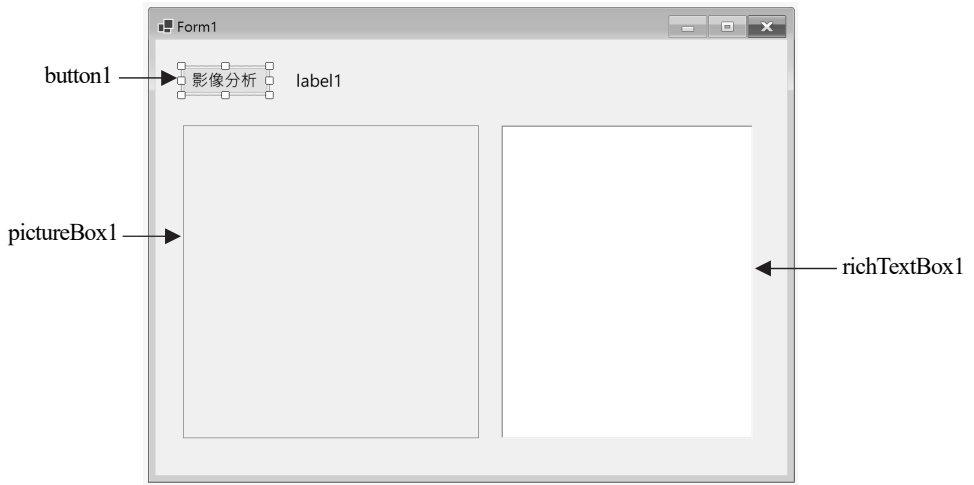 Form1
button1
影像分析
label1
pictureBox1
richTextBox1